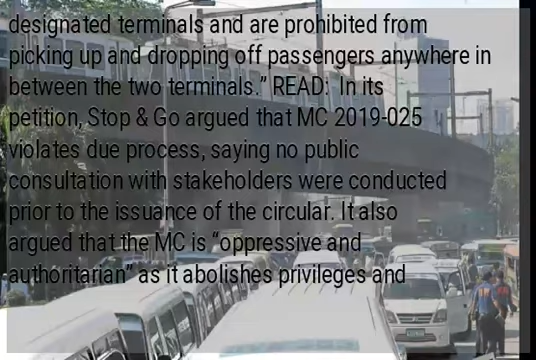 designated terminals and are prohibited from
picking up and dropping off passengers anywhere in
between the two terminals.” READ: In its
petition, Stop & Go argued that MC 2019-025
violates due process, saying no public
consultation with stakeholders were conducted
prior to the issuance of the circular. It also
argued that the MC is “oppressive and
authoritarian” as it abolishes privileges and